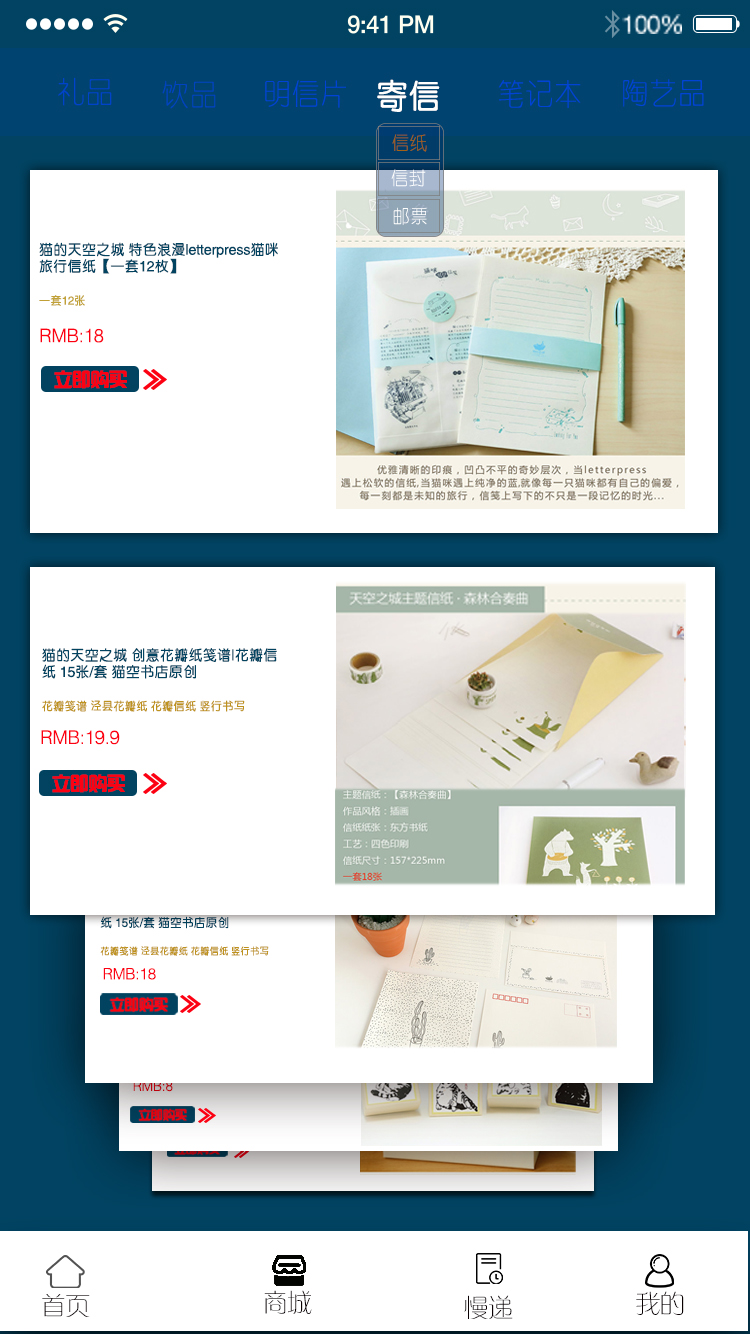 9:41 PM
100%
礼品 饮品 明信片 寄信 笔记本 陶艺品
信纸
信封
邮票
猫的天空之城 特色浪漫letterpress猫咪
旅行信纸【一套12枚】
一套12张
RMB:18
立即购买
优雅清晰的印痕，凹凸不平的奇妙层次，当letterpress
遇上松软的信纸,当猫咪遇上纯净的蓝,就像每一只猫咪都有自己的偏爱，
每一刻都是未知的旅行，信笺上写下的不只是一段记忆的时光...
猫的天空之城 创意花瓣纸笺谱|花瓣信
纸 15张/套 猫空书店原创
花瓣笺谱 泾县花瓣纸 花瓣信纸 竖行书写
RMB:19.9
立即购买
天空之城主题信纸·森林合奏曲
主题信纸：【森林合奏曲】
作品风格：插画
信纸纸张：东方书纸
工艺：四色印刷
信纸尺寸：157*225mm
一套18张
纸 15张/套 猫空书店原创
花瓣笺谱 泾县花瓣纸 花瓣信纸 竖行书写
RMB:18
立即购买
RMB:8
立即购买
首页 商城 慢递 我的